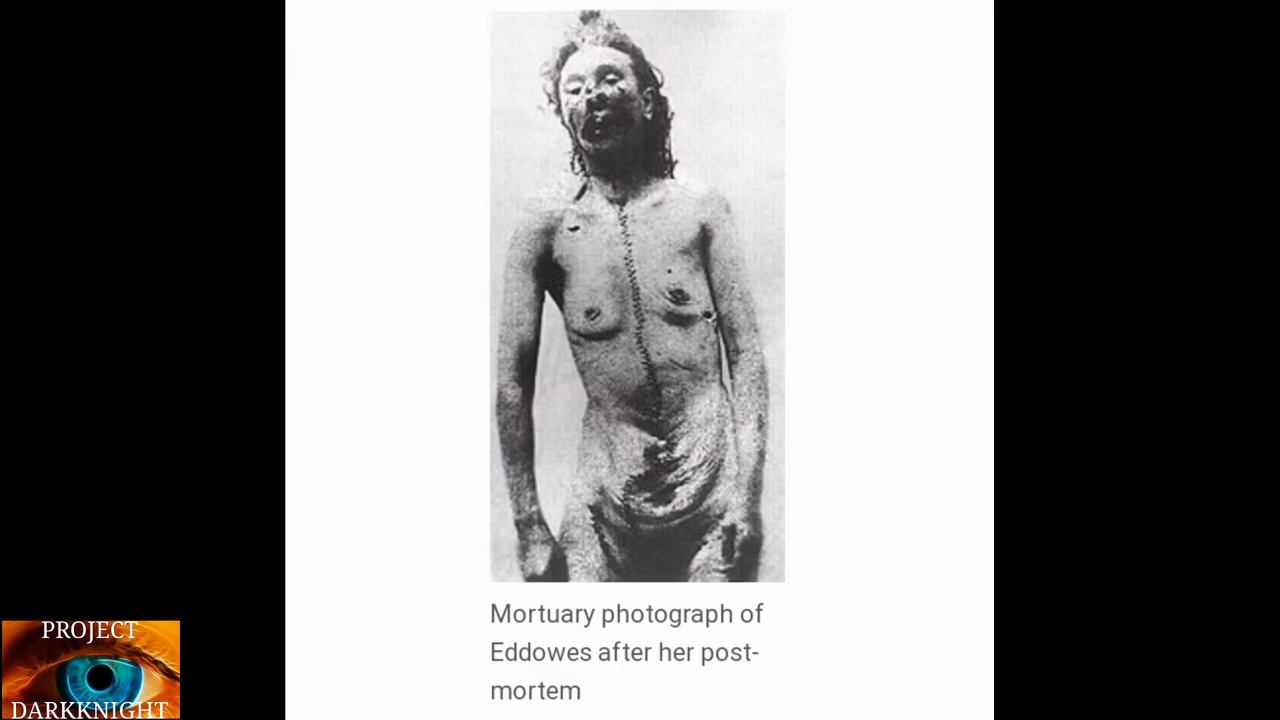 Mortuary photograph of
Eddowes after her post-
mortem
PROJECT
DARKKNIGHT